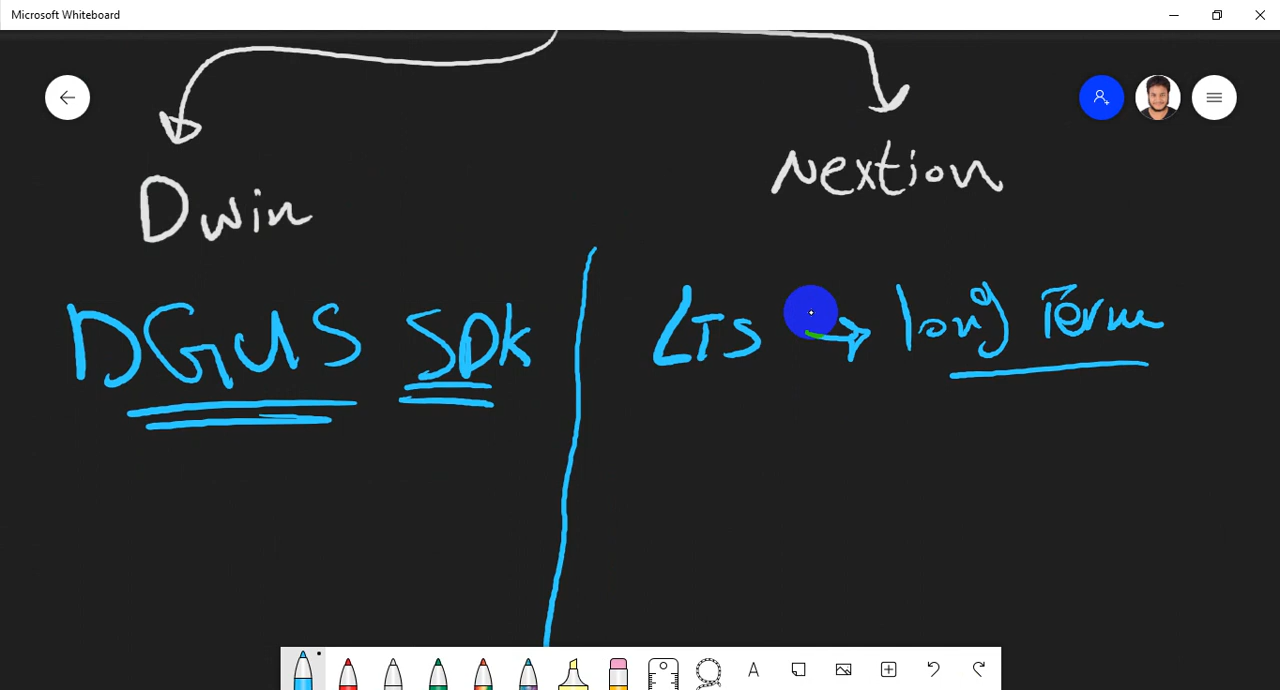 Microsoft Whiteboard
Dwin
Nextion
DGUS SDK
LTS → long Term
A